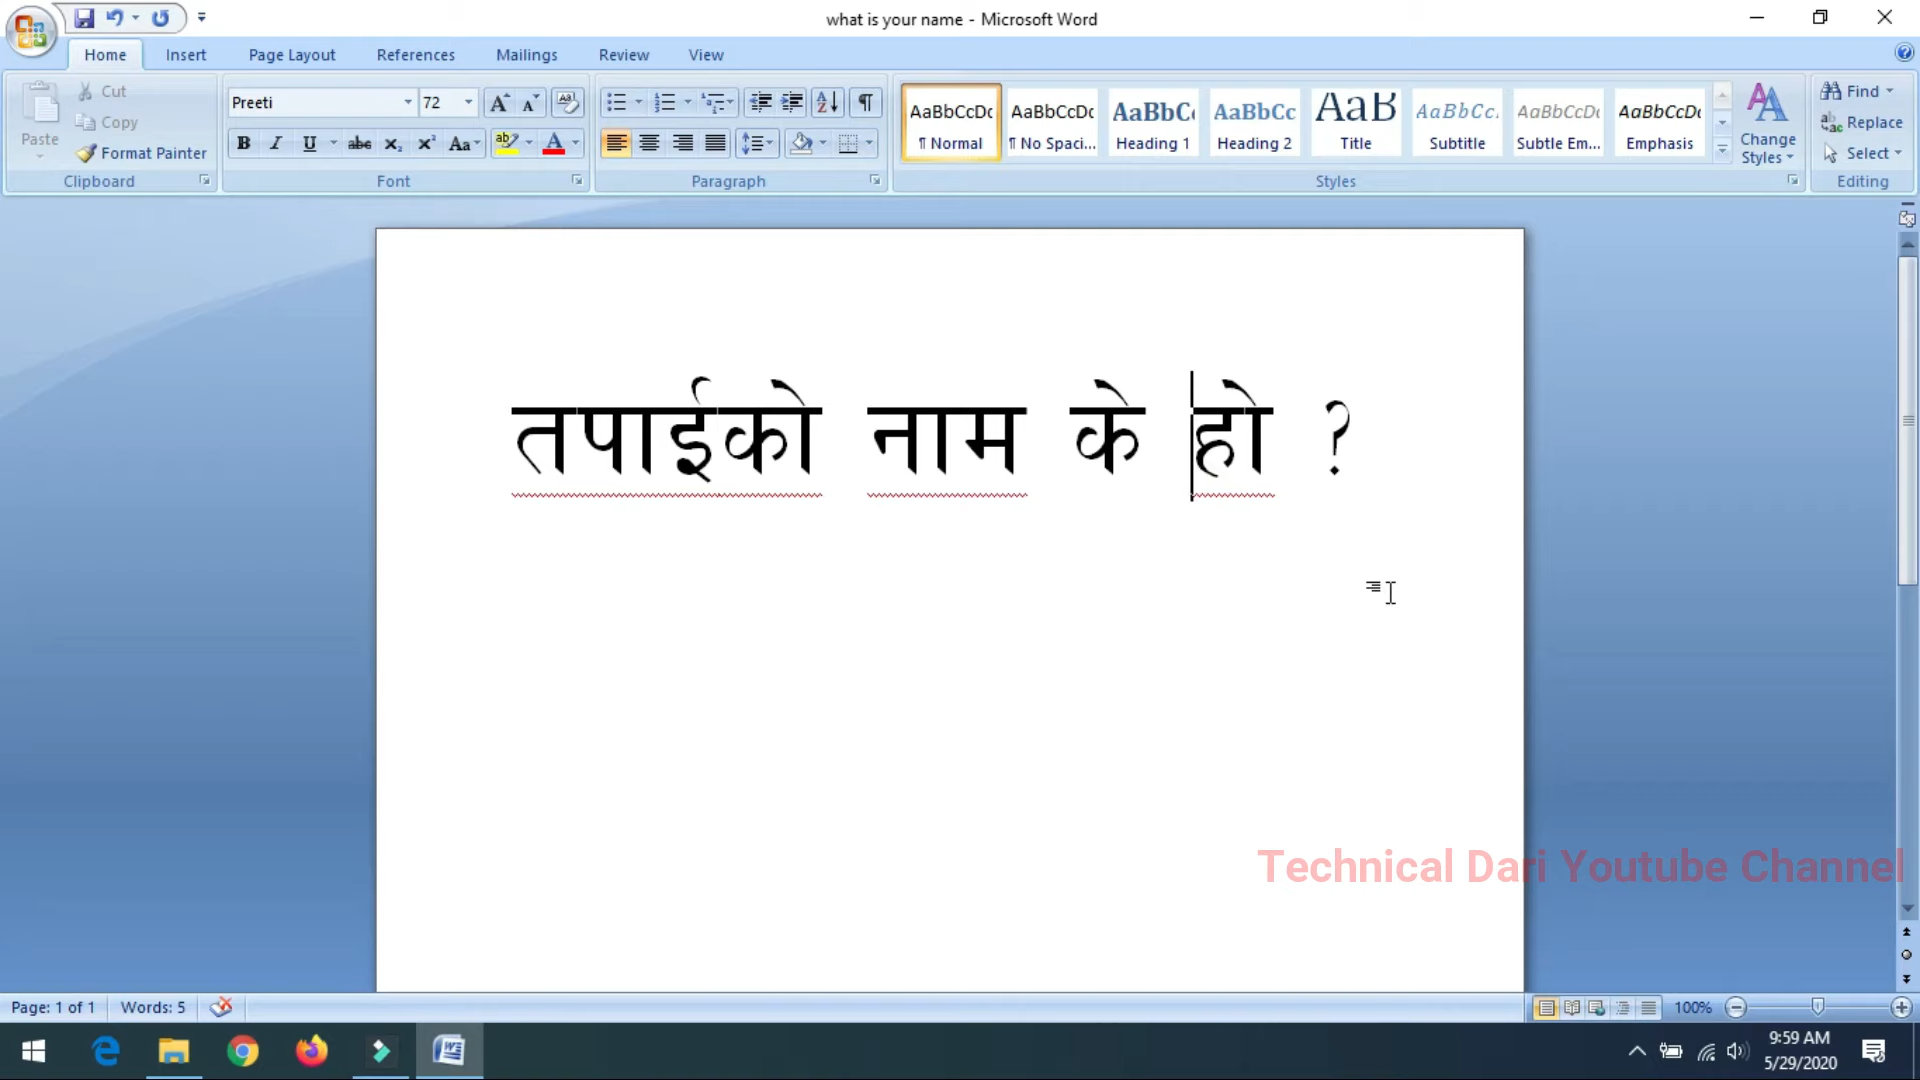 what is your name - Microsoft Word
Home Insert Page Layout References Mailings Review View
Paste
Cut
Copy
Format Painter
Clipboard
Preeti 72
Font
Paragraph
AaBbCcDc AaBbCcDc AaBbC AaBbCc AaB AaBbCc. AaBbCcDc AaBbCcDc
¶ Normal ¶ No Spaci... Heading 1 Heading 2 Title Subtitle Subtle Em... Emphasis
Change Styles
Styles
Find
Replace
Select
Editing
तपाईको नाम के हो ?
Technical Dari Youtube Channel
Page: 1 of 1 Words: 5 100%
9:59 AM
5/29/2020